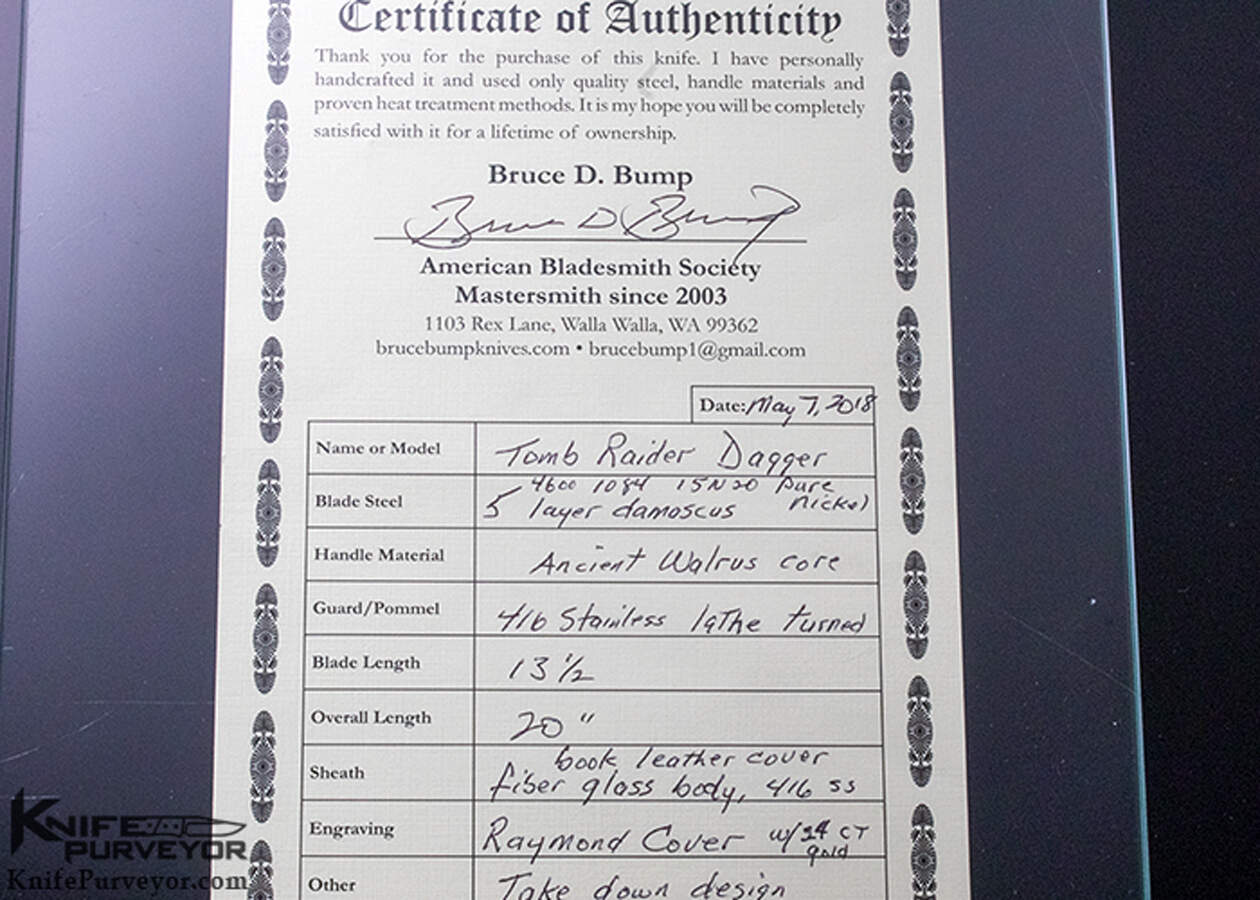 Certificate of Authenticity
Thank you for the purchase of this knife. I have personally
handcrafted it and used only quality steel, handle materials and
proven heat treatment methods. It is my hope you will be completely
satisfied with it for a lifetime of ownership.
Bruce D. Bump
Bruce D Bump
American Bladesmith Society
Mastersmith since 2003
1103 Rex Lane, Walla Walla, WA 99362
brucebumpknives.com • brucebump1@gmail.com
Date: May 7, 2018
Name or Model Tomb Raider Dagger
4600 1084 15N20 pure
Blade Steel 5 layer damascus nickel
Handle Material Ancient Walrus core
Guard/Pommel 416 Stainless lathe turned
Blade Length 13 1/2
Overall Length 20 "
book leather cover
Sheath fiber glass body, 416 ss
Engraving Raymond Cover w/ 24 CT
gold
Other Take down design
KNIFE
PURVEYOR
KnifePurveyor.com